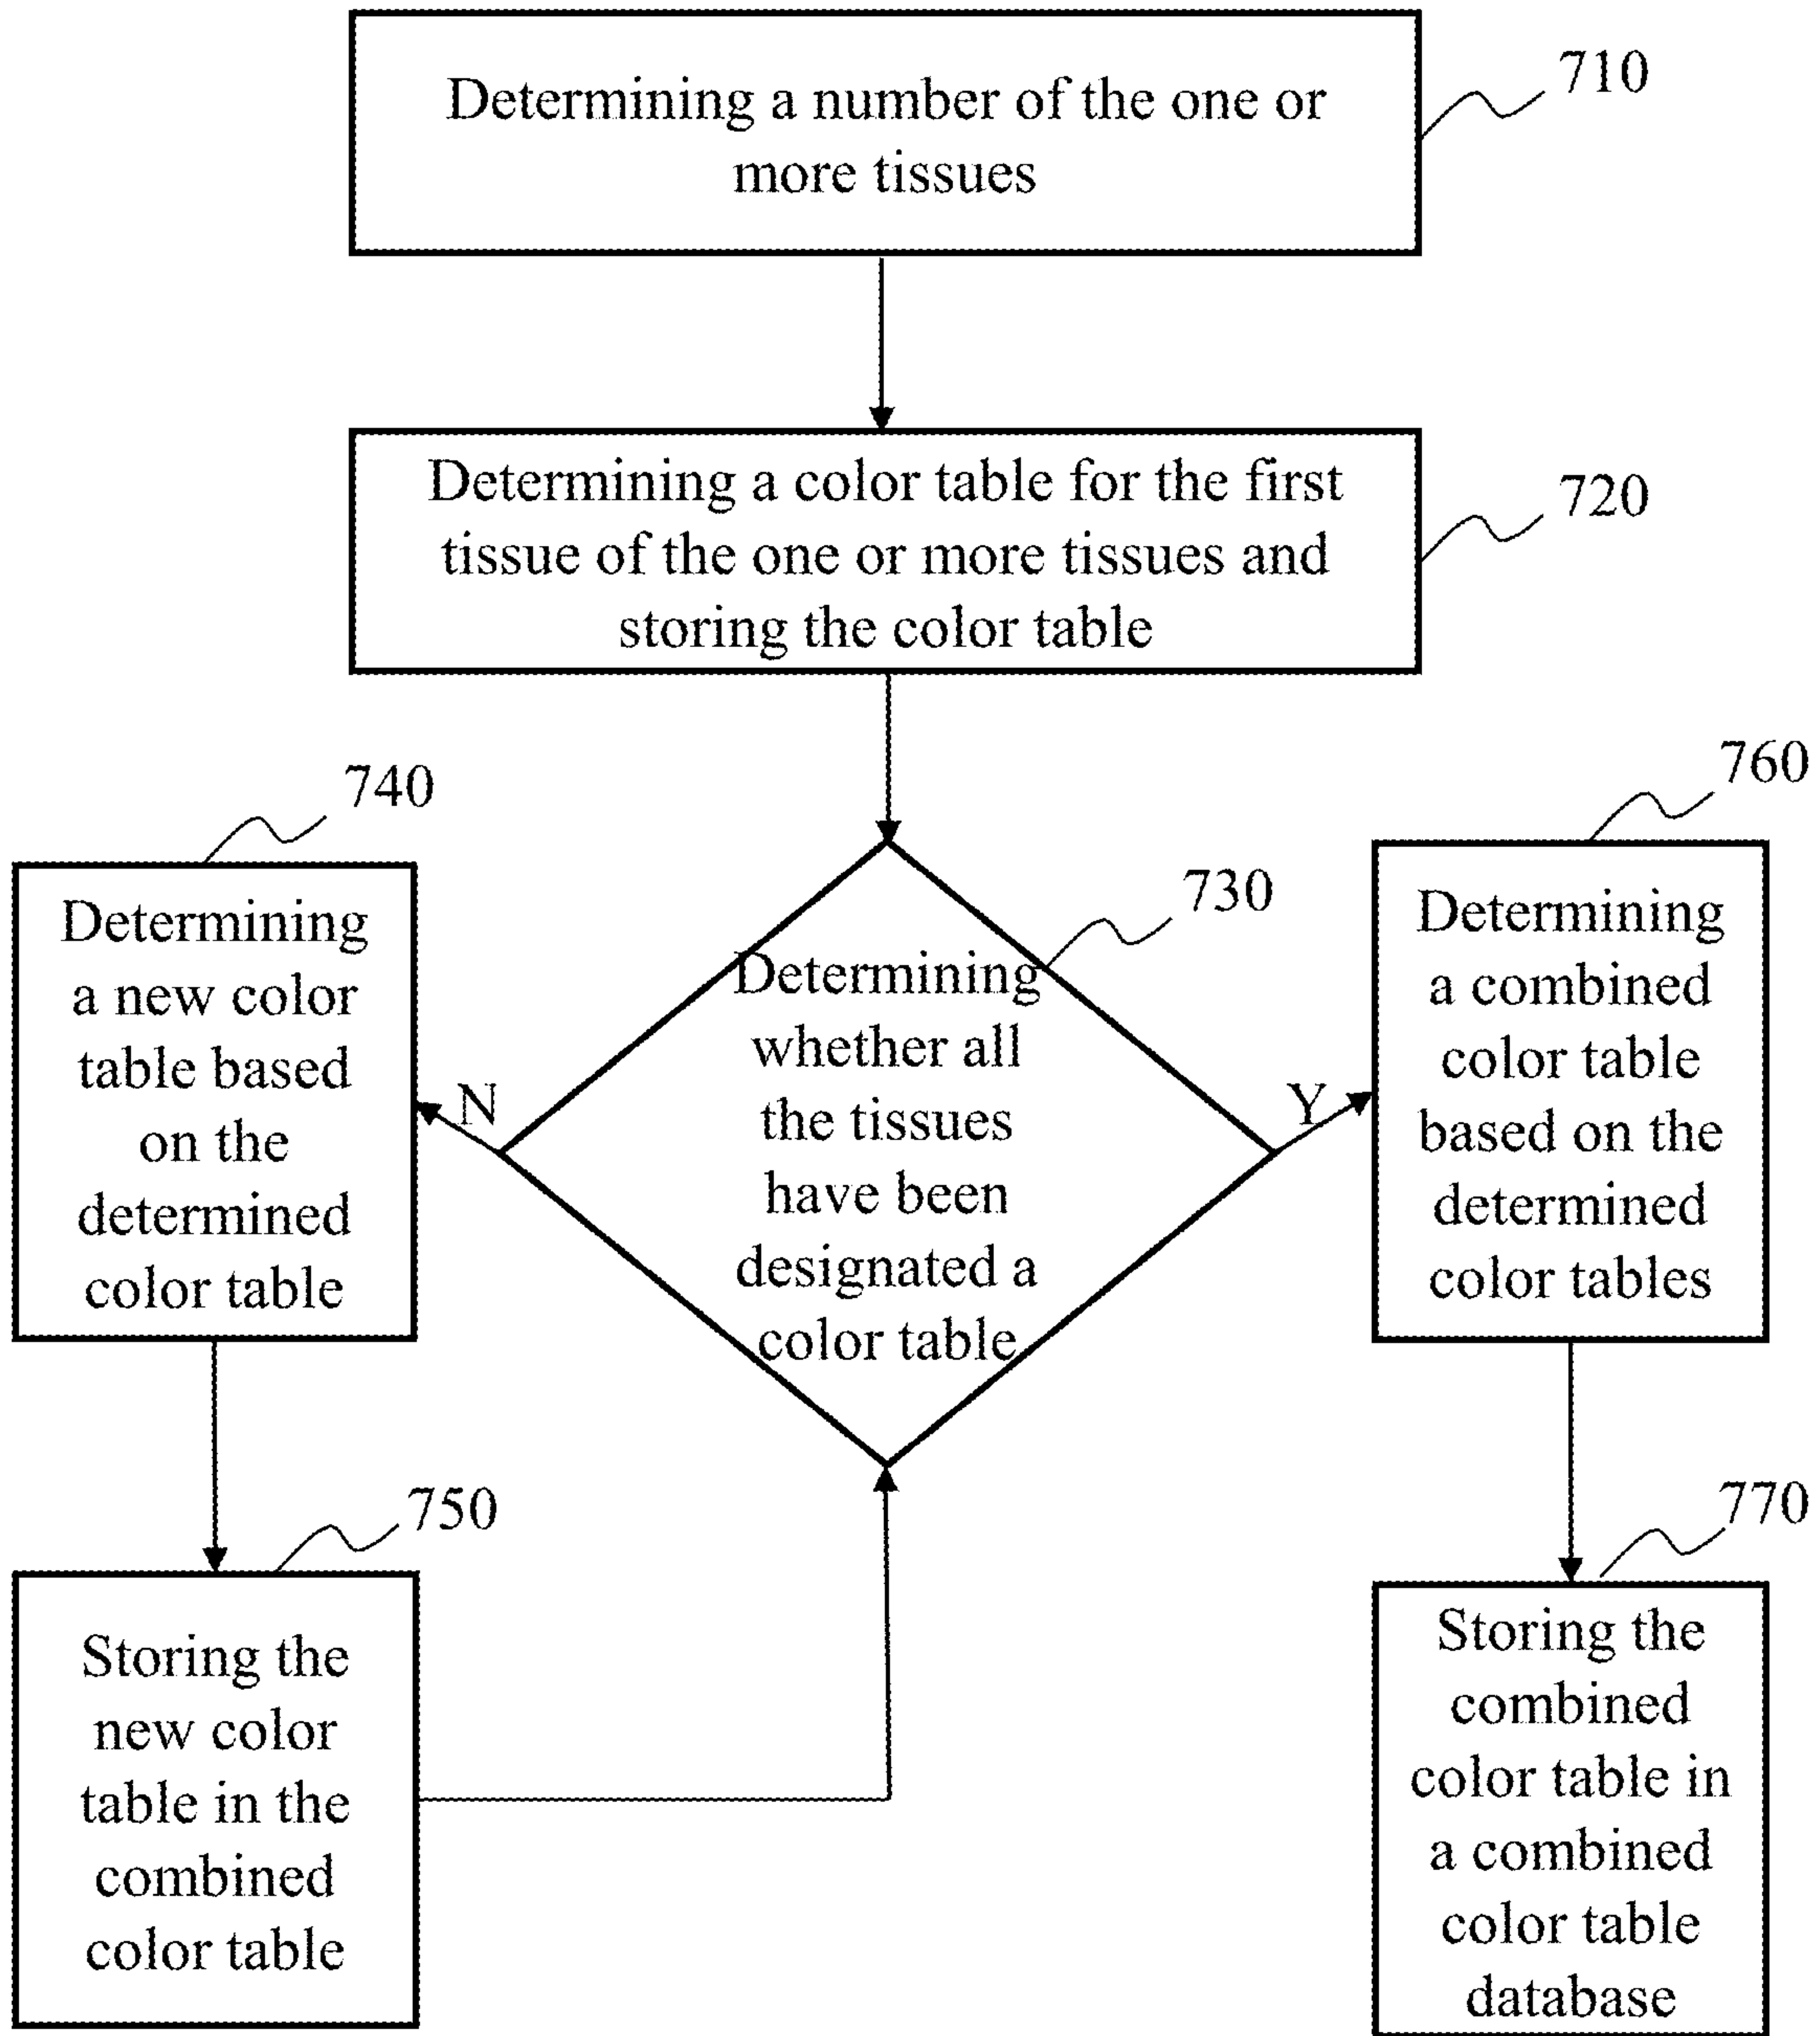 Determining a number of the one or
more tissues
710
Determining a color table for the first
tissue of the one or more tissues and
storing the color table
720
730
Determining
whether all
the tissues
have been
designated a
color table
N
Y
740
Determining
a new color
table based
on the
determined
color table
750
Storing the
new color
table in the
combined
color table
760
Determining
a combined
color table
based on the
determined
color tables
770
Storing the
combined
color table in
a combined
color table
database